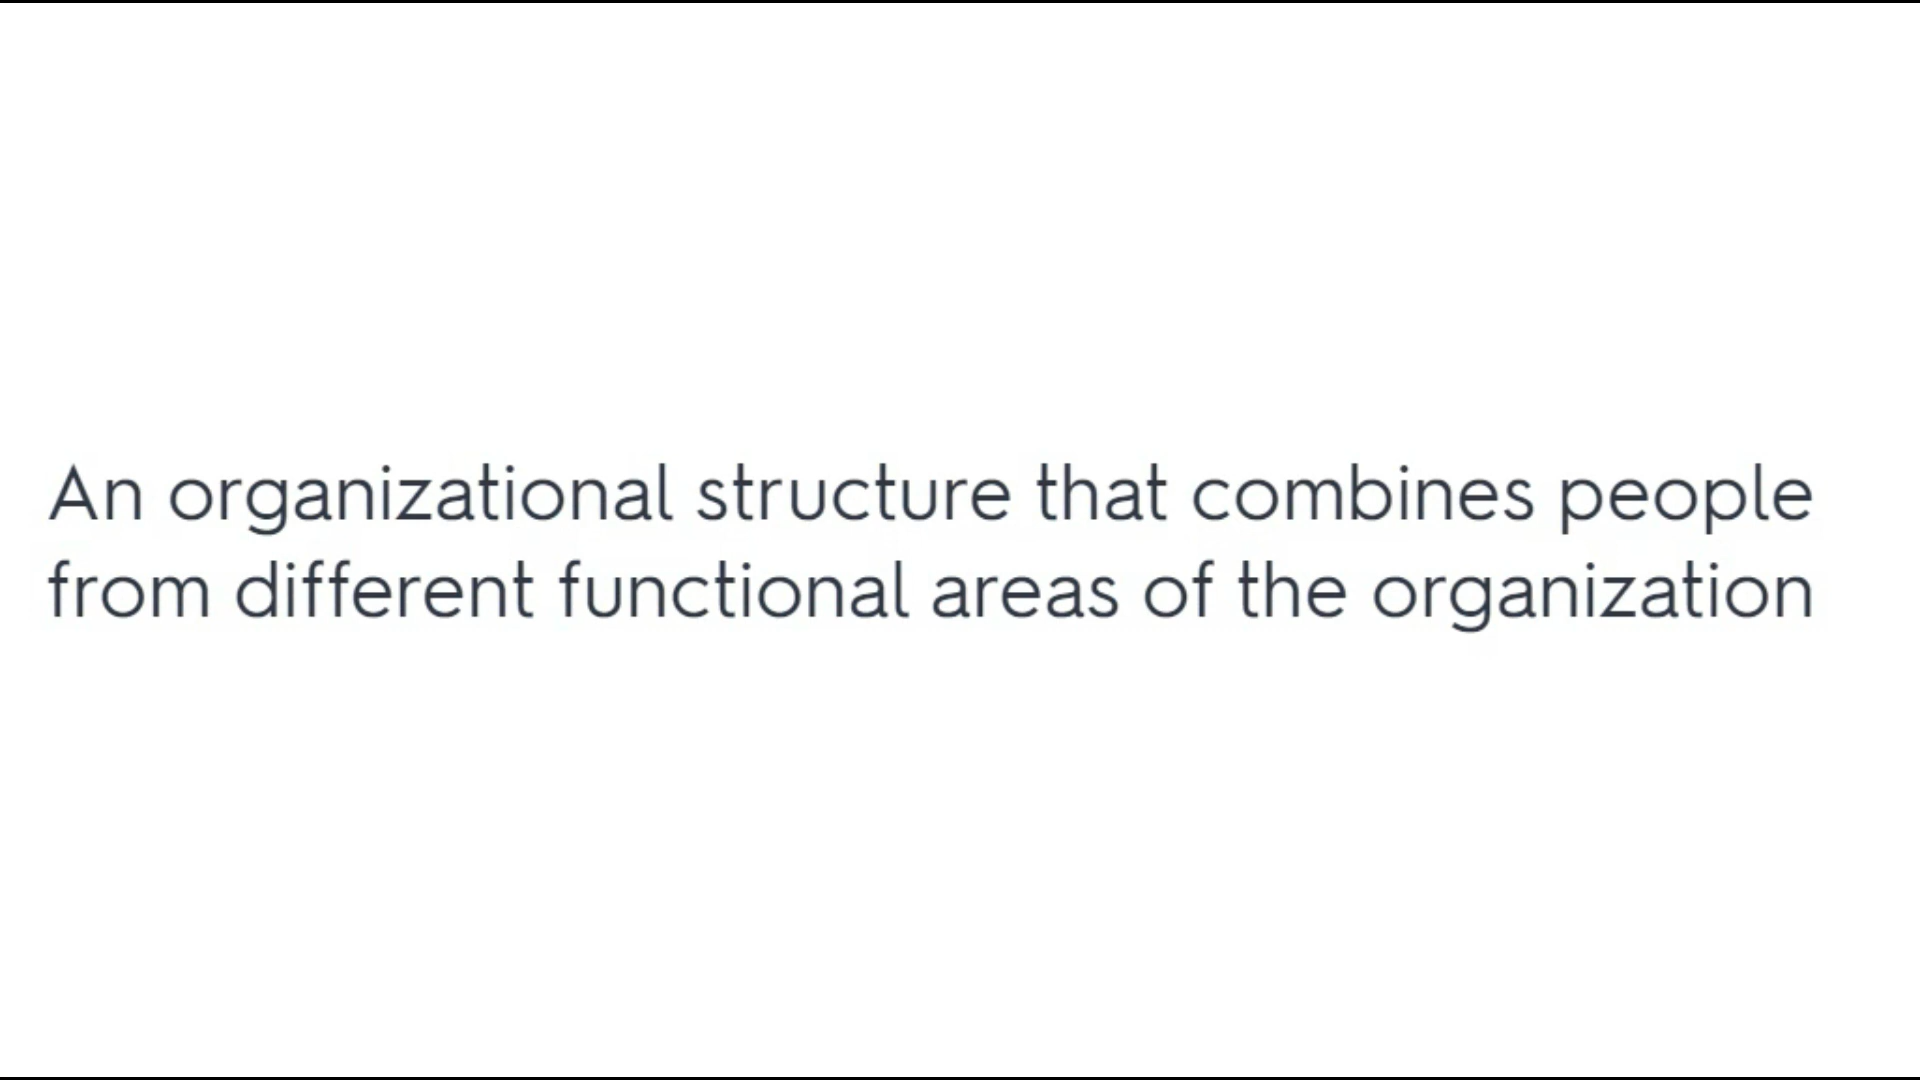 An organizational structure that combines people
from different functional areas of the organization